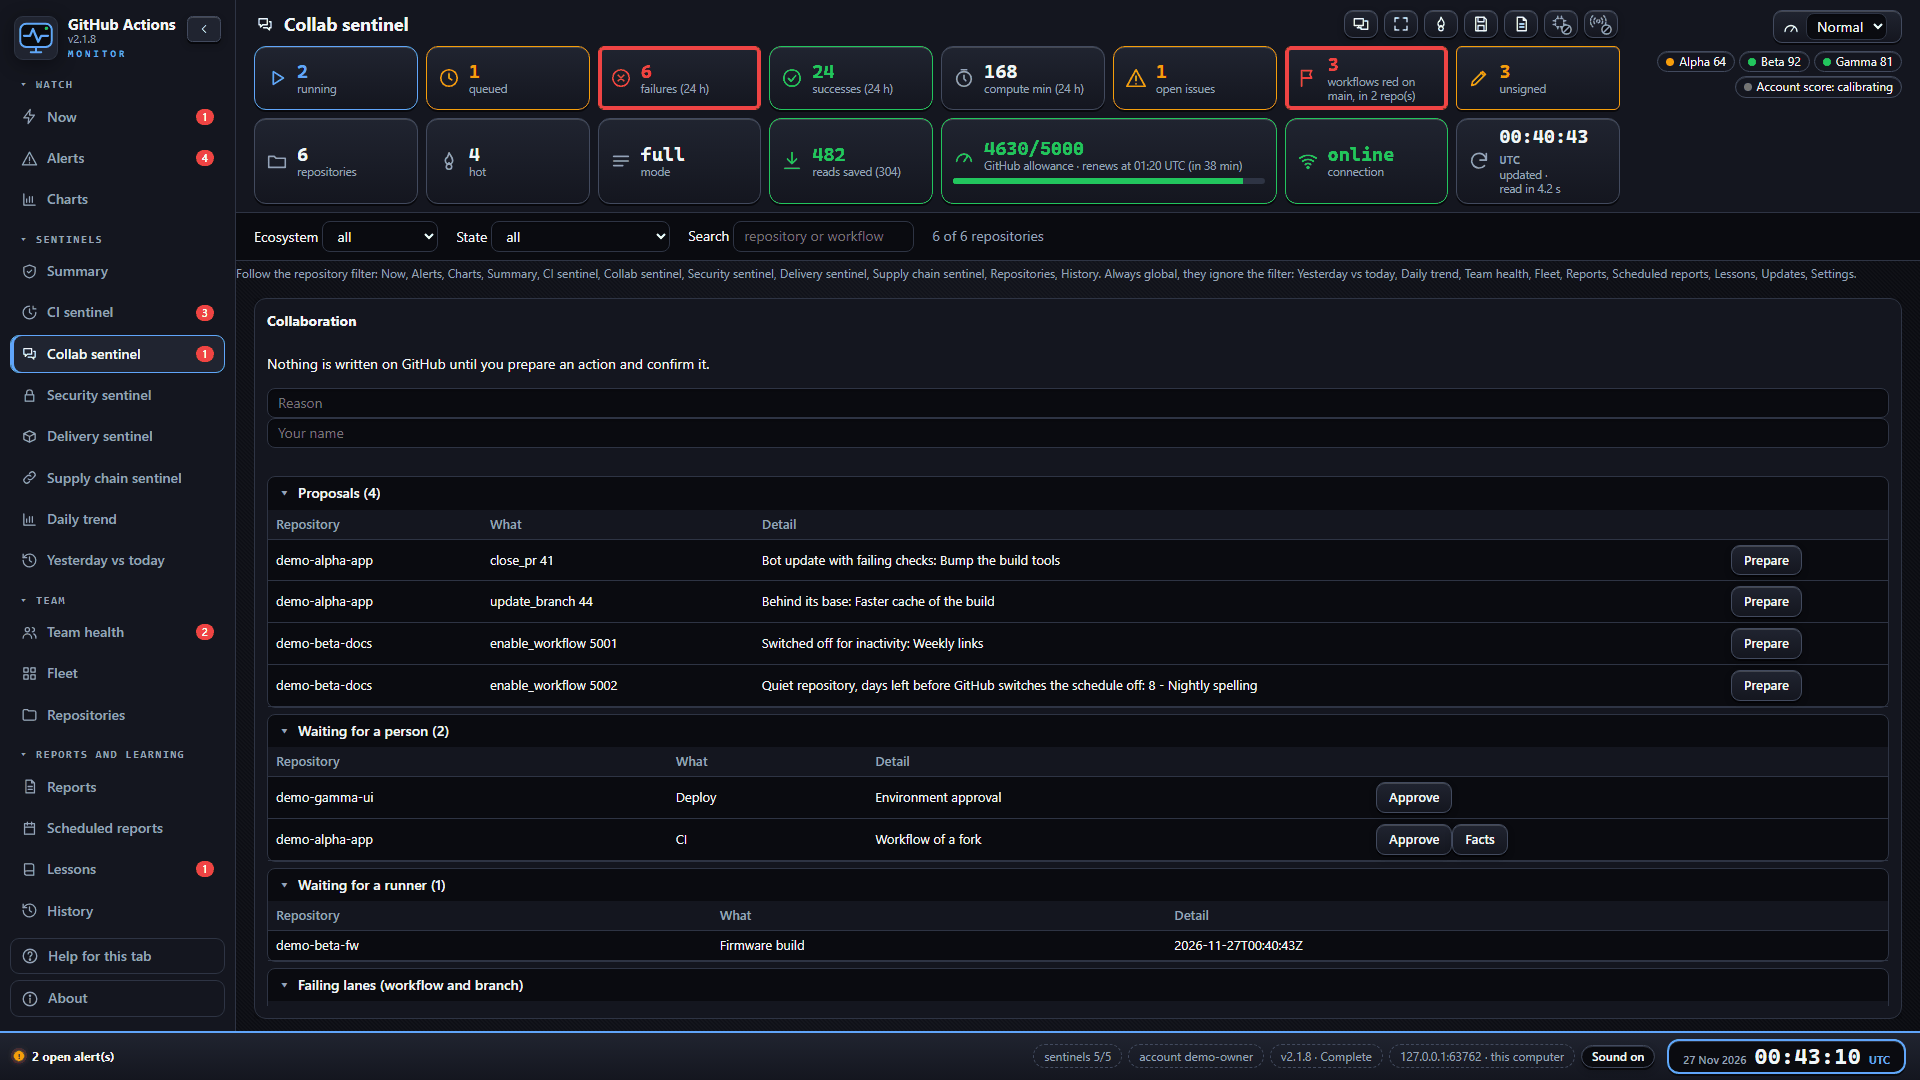 GitHub Actions
v2.1.8
MONITOR
WATCH
Now 1
Alerts 4
Charts
SENTINELS
Summary
CI sentinel 3
Collab sentinel 1
Security sentinel
Delivery sentinel
Supply chain sentinel
Daily trend
Yesterday vs today
TEAM
Team health 2
Fleet
Repositories
REPORTS AND LEARNING
Reports
Scheduled reports
Lessons 1
History
Help for this tab
About
Collab sentinel
Normal
2
running
1
queued
6
failures (24 h)
24
successes (24 h)
168
compute min (24 h)
1
open issues
3
workflows red on
main, in 2 repo(s)
3
unsigned
Alpha 64
Beta 92
Gamma 81
Account score: calibrating
6
repositories
4
hot
full
mode
482
reads saved (304)
4630/5000
GitHub allowance · renews at 01:20 UTC (in 38 min)
online
connection
00:40:43
UTC
updated ·
read in 4.2 s
Ecosystem all State all Search repository or workflow 6 of 6 repositories
Follow the repository filter: Now, Alerts, Charts, Summary, CI sentinel, Collab sentinel, Security sentinel, Delivery sentinel, Supply chain sentinel, Repositories, History. Always global, they ignore the filter: Yesterday vs today, Daily trend, Team health, Fleet, Reports, Scheduled reports, Lessons, Updates, Settings.
Collaboration
Nothing is written on GitHub until you prepare an action and confirm it.
Reason
Your name
Proposals (4)
Repository What Detail
demo-alpha-app close_pr 41 Bot update with failing checks: Bump the build tools Prepare
demo-alpha-app update_branch 44 Behind its base: Faster cache of the build Prepare
demo-beta-docs enable_workflow 5001 Switched off for inactivity: Weekly links Prepare
demo-beta-docs enable_workflow 5002 Quiet repository, days left before GitHub switches the schedule off: 8 - Nightly spelling Prepare
Waiting for a person (2)
Repository What Detail
demo-gamma-ui Deploy Environment approval Approve
demo-alpha-app CI Workflow of a fork Approve Facts
Waiting for a runner (1)
Repository What Detail
demo-beta-fw Firmware build 2026-11-27T00:40:43Z
Failing lanes (workflow and branch)
2 open alert(s)
sentinels 5/5
account demo-owner
v2.1.8 · Complete
127.0.0.1:63762 · this computer
Sound on
27 Nov 2026 00:43:10 UTC